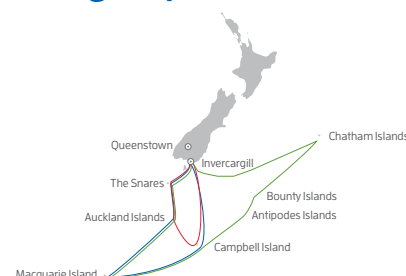 Queenstown
Chatham Islands
Invercargill
The Snares
Bounty Islands
Auckland Islands
Antipodes Islands
Campbell Island
Macquarie Island